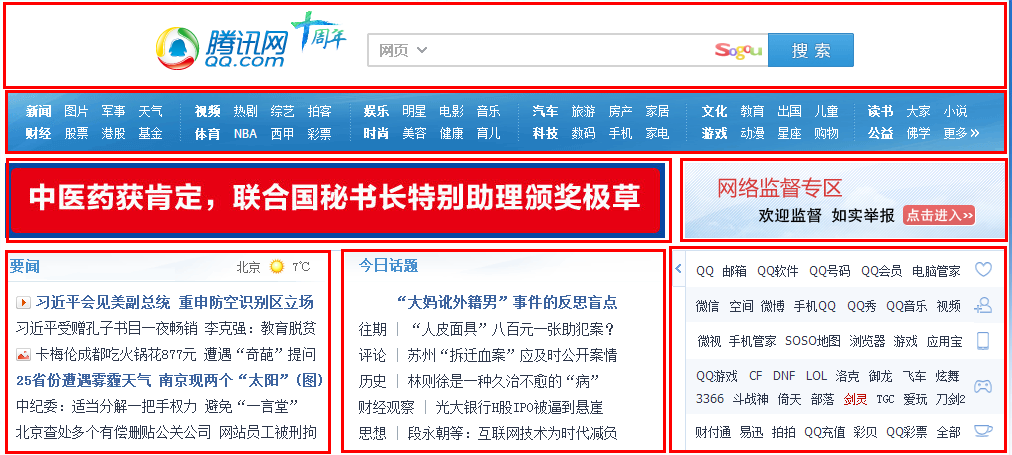 腾讯网 十周年
QQ.com
网页 Sogou 搜 索
新闻 图片 军事 天气 视频 热剧 综艺 拍客 娱乐 明星 电影 音乐 汽车 旅游 房产 家居 文化 教育 出国 儿童 读书 大家 小说
财经 股票 港股 基金 体育 NBA 西甲 彩票 时尚 美容 健康 育儿 科技 数码 手机 家电 游戏 动漫 星座 购物 公益 佛学 更多»
中医药获肯定，联合国秘书长特别助理颁奖极草
网络监督专区
欢迎监督 如实举报 点击进入>>
要闻 北京 7℃
习近平会见美副总统 重申防空识别区立场
习近平受赠孔子书目一夜畅销 李克强：教育脱贫
卡梅伦成都吃火锅花877元 遭遇“奇葩”提问
25省份遭遇雾霾天气 南京现两个“太阳”(图)
中纪委：适当分解一把手权力 避免“一言堂”
北京查处多个有偿删贴公关公司 网站员工被刑拘
今日话题
“大妈讹外籍男”事件的反思盲点
往期 | “人皮面具”八百元一张助犯案？
评论 | 苏州“拆迁血案”应及时公开案情
历史 | 林则徐是一种久治不愈的“病”
财经观察 | 光大银行H股IPO被逼到悬崖
思想 | 段永朝等：互联网技术为时代减负
QQ 邮箱 QQ软件 QQ号码 QQ会员 电脑管家
微信 空间 微博 手机QQ QQ秀 QQ音乐 视频
微视 手机管家 SOSO地图 浏览器 游戏 应用宝
QQ游戏 CF DNF LOL 洛克 御龙 飞车 炫舞
3366 斗战神 倚天 部落 剑灵 TGC 爱玩 刀剑2
财付通 易迅 拍拍 QQ充值 彩贝 QQ彩票 全部